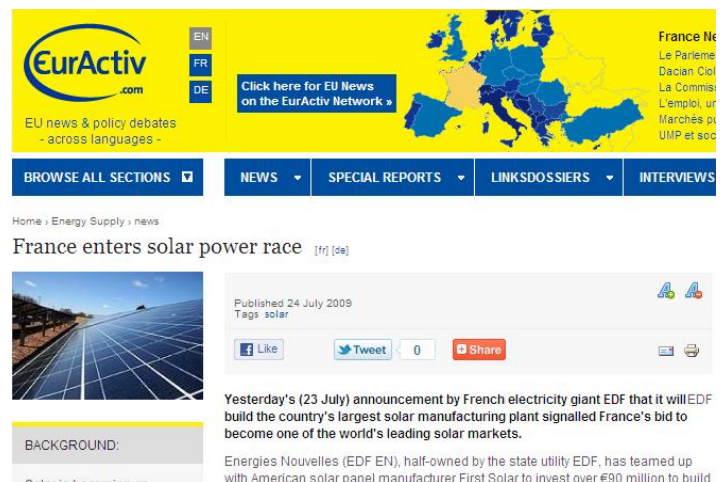 EurActiv
.com
EU news & policy debates
- across languages -
EN
FR
DE
Click here for EU News
on the EurActiv Network »
France Ne
Le Parleme
Dacian Ciol
La Commiss
L'emploi, un
Marchés pu
UMP et soc
BROWSE ALL SECTIONS
NEWS
SPECIAL REPORTS
LINKSDOSSIERS
INTERVIEWS
Home › Energy Supply › news
France enters solar power race [fr] [de]
Published 24 July 2009
Tags solar
Like
Tweet
0
Share
Yesterday's (23 July) announcement by French electricity giant EDF that it will EDF
build the country's largest solar manufacturing plant signalled France's bid to
become one of the world's leading solar markets.
BACKGROUND:
Energies Nouvelles (EDF EN), half-owned by the state utility EDF, has teamed up
with American solar panel manufacturer First Solar to invest over €90 million to build